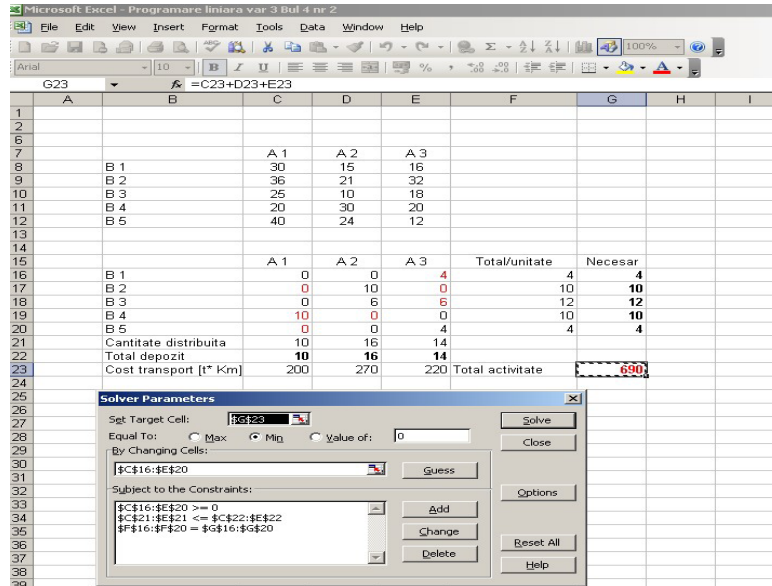 Microsoft Excel - Programare liniara var 3 Bul 4 nr 2
File Edit View Insert Format Tools Data Window Help
100%
Arial 10 B I U
G23 fx =C23+D23+E23
A B C D E F G H I
1
2
6
7 A 1 A 2 A 3
8 B 1 30 15 16
9 B 2 36 21 32
10 B 3 25 10 18
11 B 4 20 30 20
12 B 5 40 24 12
13
14
15 A 1 A 2 A 3 Total/unitate Necesar
16 B 1 0 0 4 4 4
17 B 2 0 10 0 10 10
18 B 3 0 6 6 12 12
19 B 4 10 0 0 10 10
20 B 5 0 0 4 4 4
21 Cantitate distribuita 10 16 14
22 Total depozit 10 16 14
23 Cost transport [t* Km] 200 270 220 Total activitate 690
24
25 Solver Parameters
26
27 Set Target Cell: $G$23 Solve
28 Equal To: Max Min Value of: 0 Close
29 By Changing Cells:
30 $C$16:$E$20 Guess
31
32 Subject to the Constraints: Options
33 $C$16:$E$20 >= 0 Add
34 $C$21:$E$21 <= $C$22:$E$22
35 $F$16:$F$20 = $G$16:$G$20 Change
36 Reset All
37 Delete
38 Help
39